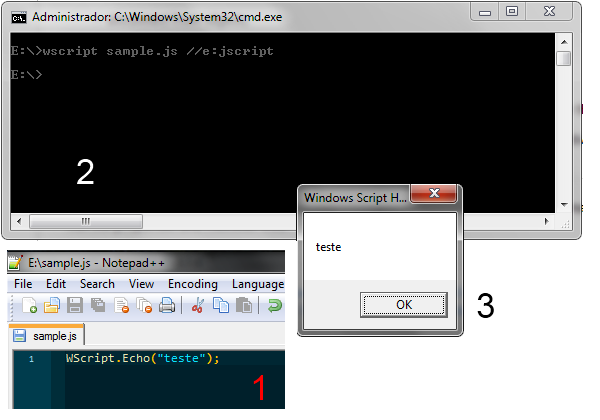 Administrador: C:\Windows\System32\cmd.exe
C:\.
E:\>wscript sample.js //e:jscript
E:\>
2
Windows Script H...
teste
OK
3
E:\sample.js - Notepad++
File Edit Search View Encoding Language
sample.js
1 WScript.Echo("teste");
1